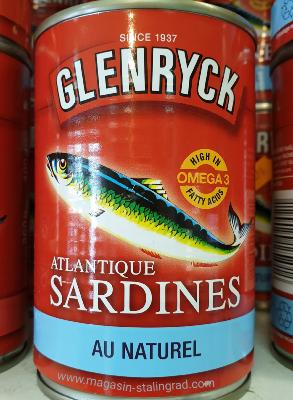 SINCE 1937
GLENRYCK
HIGH IN
OMEGA 3
FATTY ACIDS
ATLANTIQUE
SARDINES
AU NATUREL
www.magasin-stalingrad.com